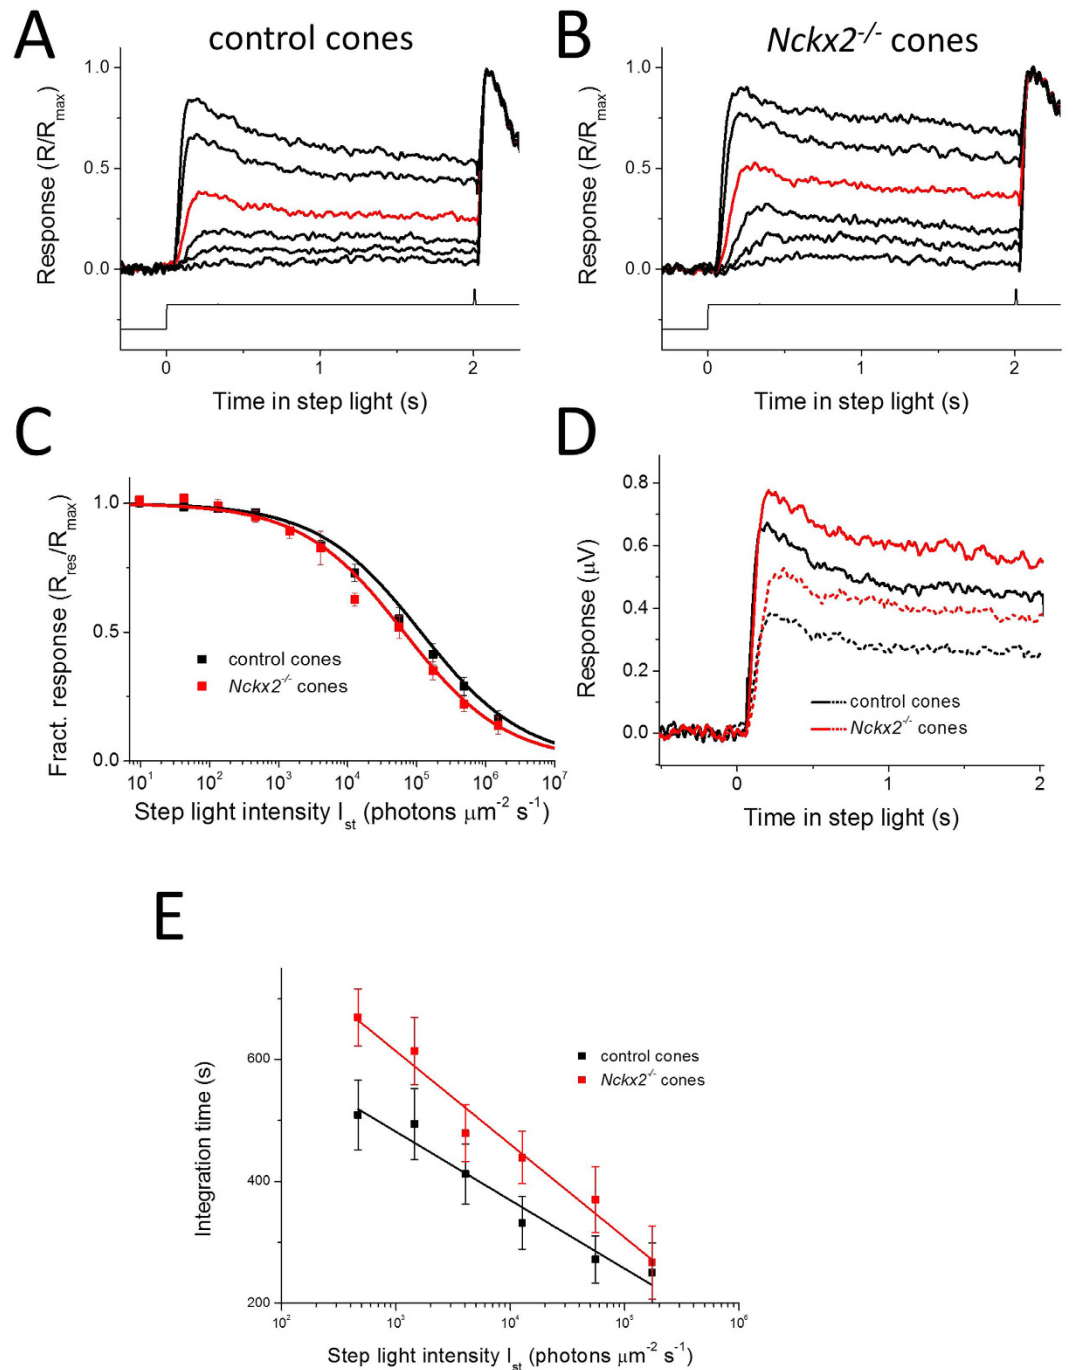 A
control cones
1.0
0.5
0.0
Response (R/Rmax)
0
1
2
Time in step light (s)
B
Nckx2-/- cones
1.0
0.5
0.0
Response (R/Rmax)
0
1
2
Time in step light (s)
C
1.0
0.5
0.0
Fract. response (Rres/Rmax)
control cones
Nckx2-/- cones
10¹
10²
10³
10⁴
10⁵
10⁶
10⁷
Step light intensity Ist (photons μm-2 s-1)
D
0.8
0.6
0.4
0.2
0.0
Response (μV)
control cones
Nckx2-/- cones
0
1
2
Time in step light (s)
E
600
400
200
Integration time (s)
control cones
Nckx2-/- cones
10²
10³
10⁴
10⁵
10⁶
Step light intensity Ist (photons μm-2 s-1)